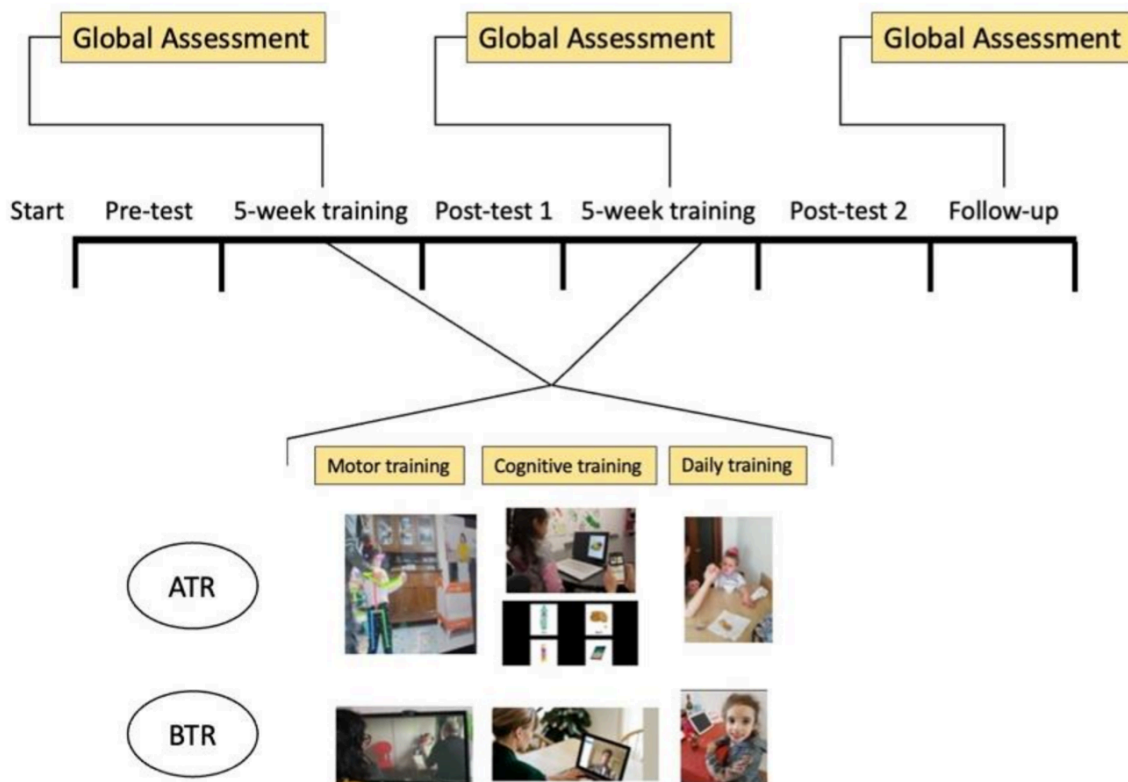 Global Assessment
Global Assessment
Global Assessment
Start
Pre-test
5-week training
Post-test 1
5-week training
Post-test 2
Follow-up
Motor training
Cognitive training
Daily training
ATR
BTR